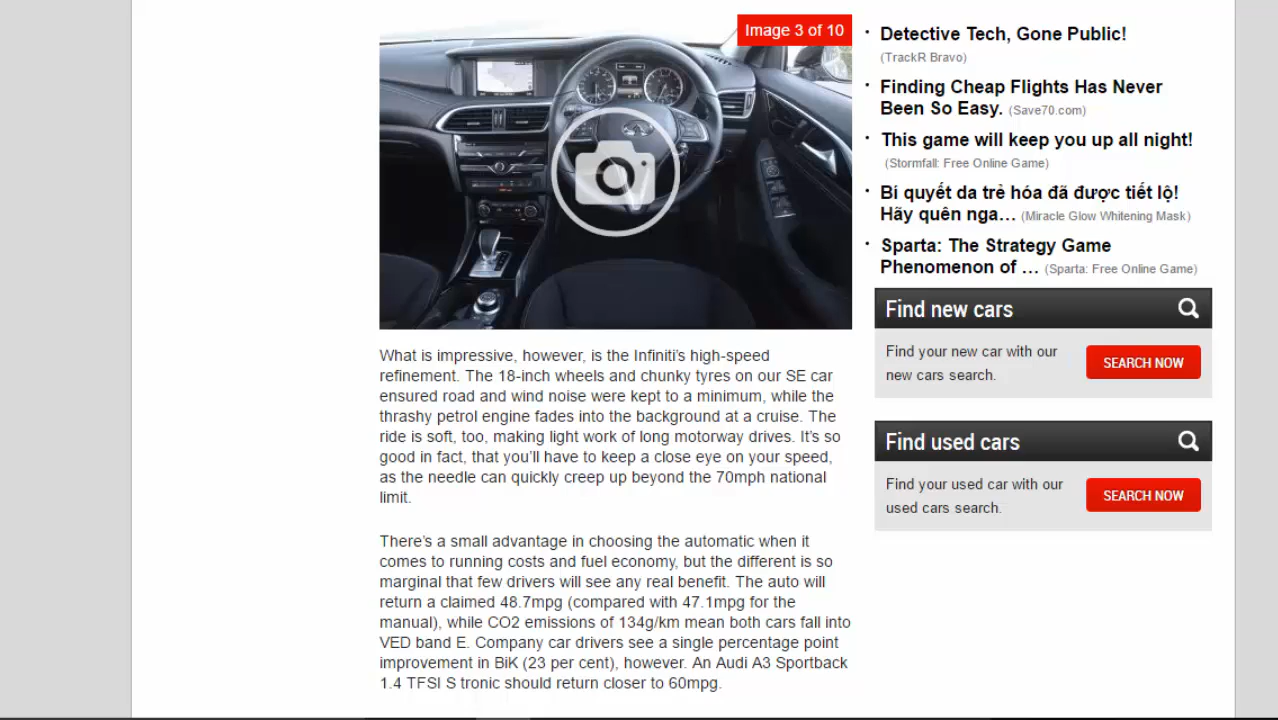 Image 3 of 10
What is impressive, however, is the Infiniti's high-speed
refinement. The 18-inch wheels and chunky tyres on our SE car
ensured road and wind noise were kept to a minimum, while the
thrashy petrol engine fades into the background at a cruise. The
ride is soft, too, making light work of long motorway drives. It's so
good in fact, that you'll have to keep a close eye on your speed,
as the needle can quickly creep up beyond the 70mph national
limit.
There's a small advantage in choosing the automatic when it
comes to running costs and fuel economy, but the different is so
marginal that few drivers will see any real benefit. The auto will
return a claimed 48.7mpg (compared with 47.1mpg for the
manual), while CO2 emissions of 134g/km mean both cars fall into
VED band E. Company car drivers see a single percentage point
improvement in BiK (23 per cent), however. An Audi A3 Sportback
1.4 TFSI S tronic should return closer to 60mpg.
Detective Tech, Gone Public!
(TrackR Bravo)
Finding Cheap Flights Has Never
Been So Easy. (Save70.com)
This game will keep you up all night!
(Stormfall: Free Online Game)
Bí quyết da trẻ hóa đã được tiết lộ!
Hãy quên nga… (Miracle Glow Whitening Mask)
Sparta: The Strategy Game
Phenomenon of … (Sparta: Free Online Game)
Find new cars
Find your new car with our
new cars search.
SEARCH NOW
Find used cars
Find your used car with our
used cars search.
SEARCH NOW